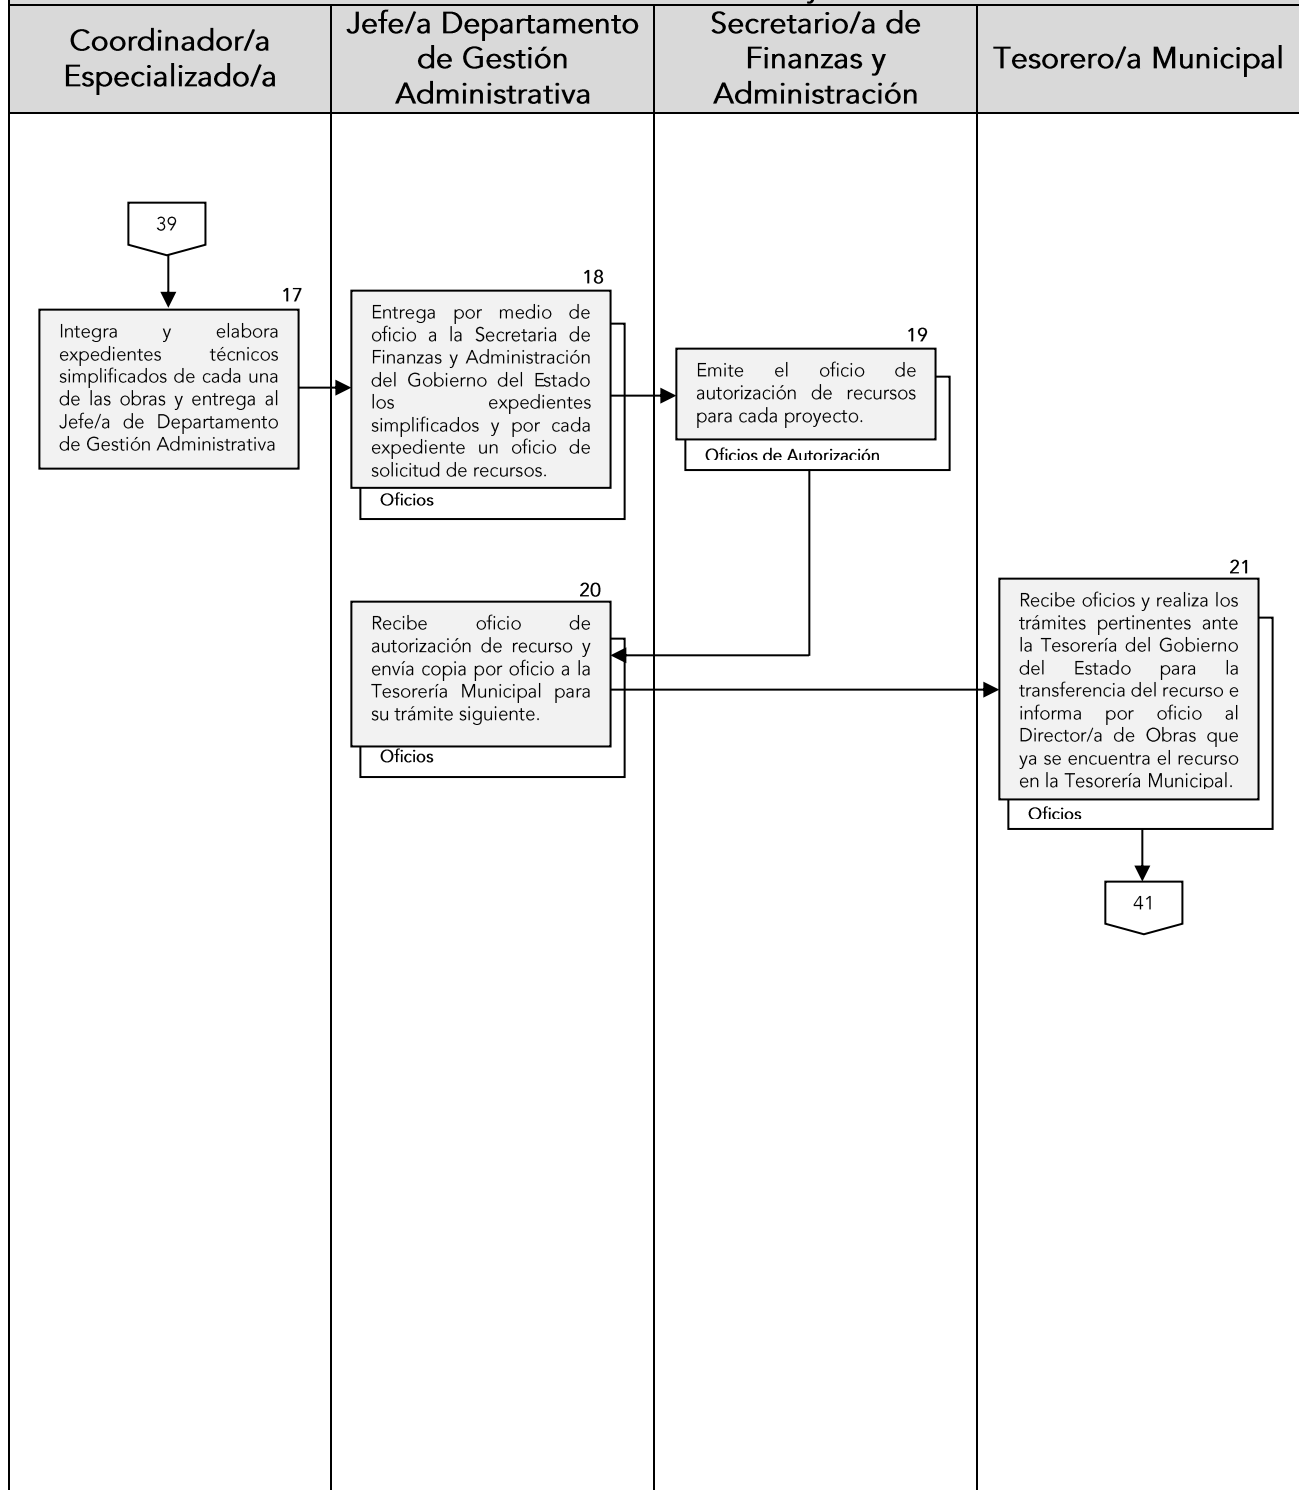 Coordinador/a
Especializado/a
Jefe/a Departamento
de Gestión
Administrativa
Secretario/a de
Finanzas y
Administración
Tesorero/a Municipal
39
17
Integra y elabora
expedientes técnicos
simplificados de cada una
de las obras y entrega al
Jefe/a de Departamento
de Gestión Administrativa
18
Entrega por medio de
oficio a la Secretaria de
Finanzas y Administración
del Gobierno del Estado
los expedientes
simplificados y por cada
expediente un oficio de
solicitud de recursos.
Oficios
19
Emite el oficio de
autorización de recursos
para cada proyecto.
Oficios de Autorización
20
Recibe oficio de
autorización de recurso y
envía copia por oficio a la
Tesorería Municipal para
su trámite siguiente.
Oficios
21
Recibe oficios y realiza los
trámites pertinentes ante
la Tesorería del Gobierno
del Estado para la
transferencia del recurso e
informa por oficio al
Director/a de Obras que
ya se encuentra el recurso
en la Tesorería Municipal.
Oficios
41